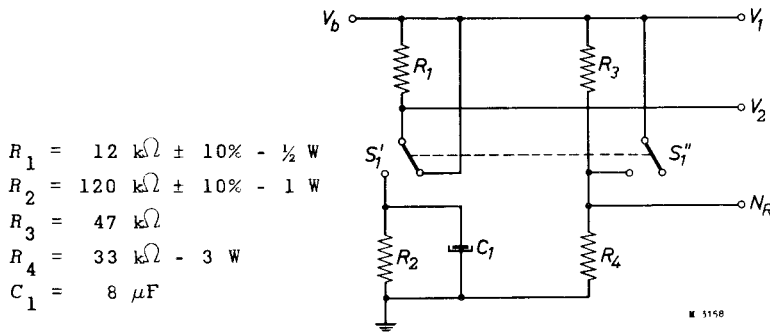 R1 = 12 kΩ ± 10% - ½ W
R2 = 120 kΩ ± 10% - 1 W
R3 = 47 kΩ
R4 = 33 kΩ - 3 W
C1 = 8 μF
Vb
V1
R1
R3
V2
S1'
S1''
NR
R2
C1
R4
3158